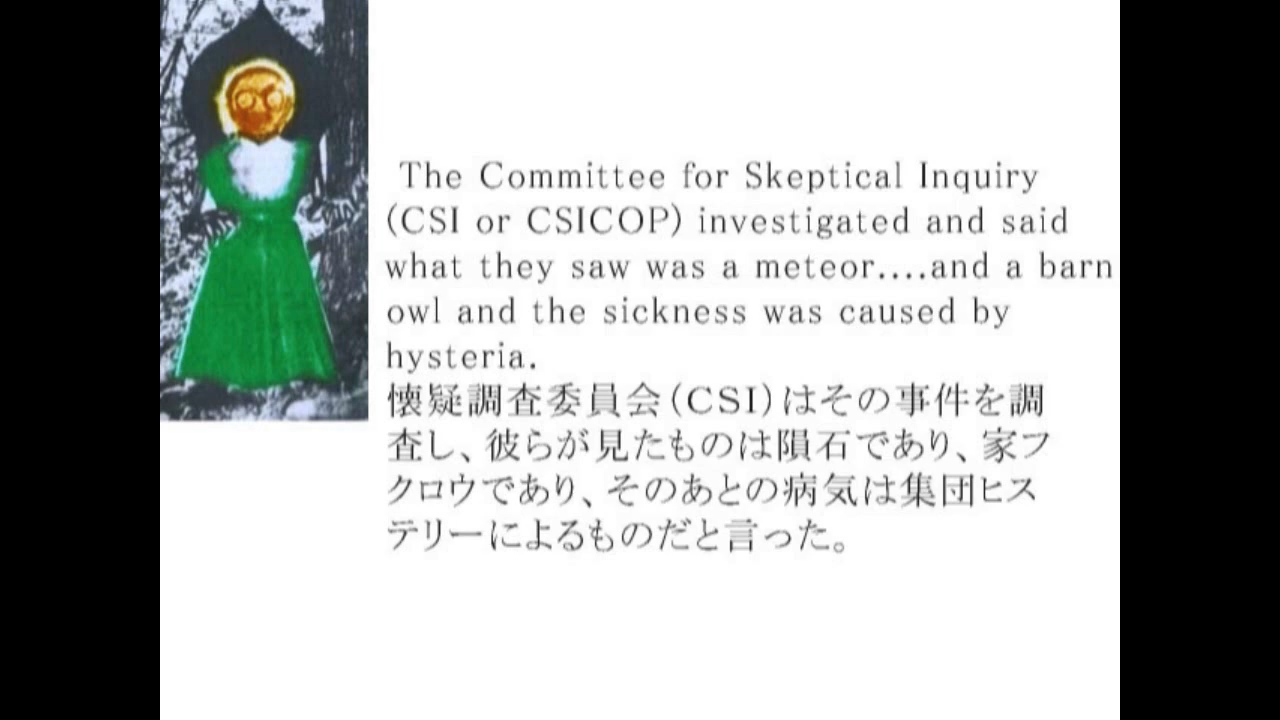 The Committee for Skeptical Inquiry
(CSI or CSICOP) investigated and said
what they saw was a meteor....and a barn
owl and the sickness was caused by
hysteria.
懐疑調査委員会(CSI)はその事件を調
査し、彼らが見たものは隕石であり、家フ
クロウであり、そのあとの病気は集団ヒス
テリーによるものだと言った。